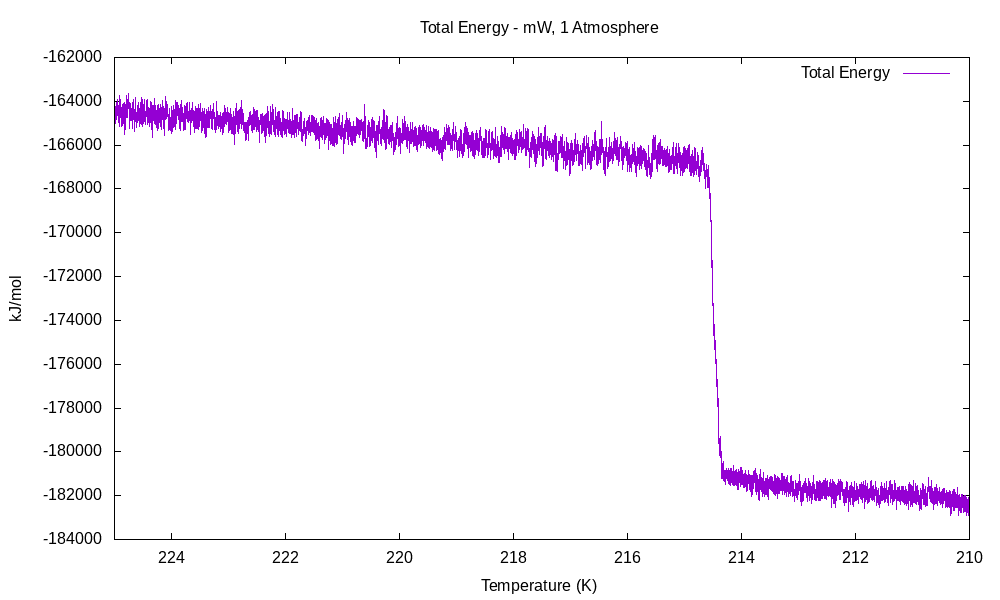 Total Energy - mW, 1 Atmosphere
Total Energy
-162000
-164000
-166000
-168000
-170000
-172000
-174000
-176000
-178000
-180000
-182000
-184000
kJ/mol
224 222 220 218 216 214 212 210
Temperature (K)